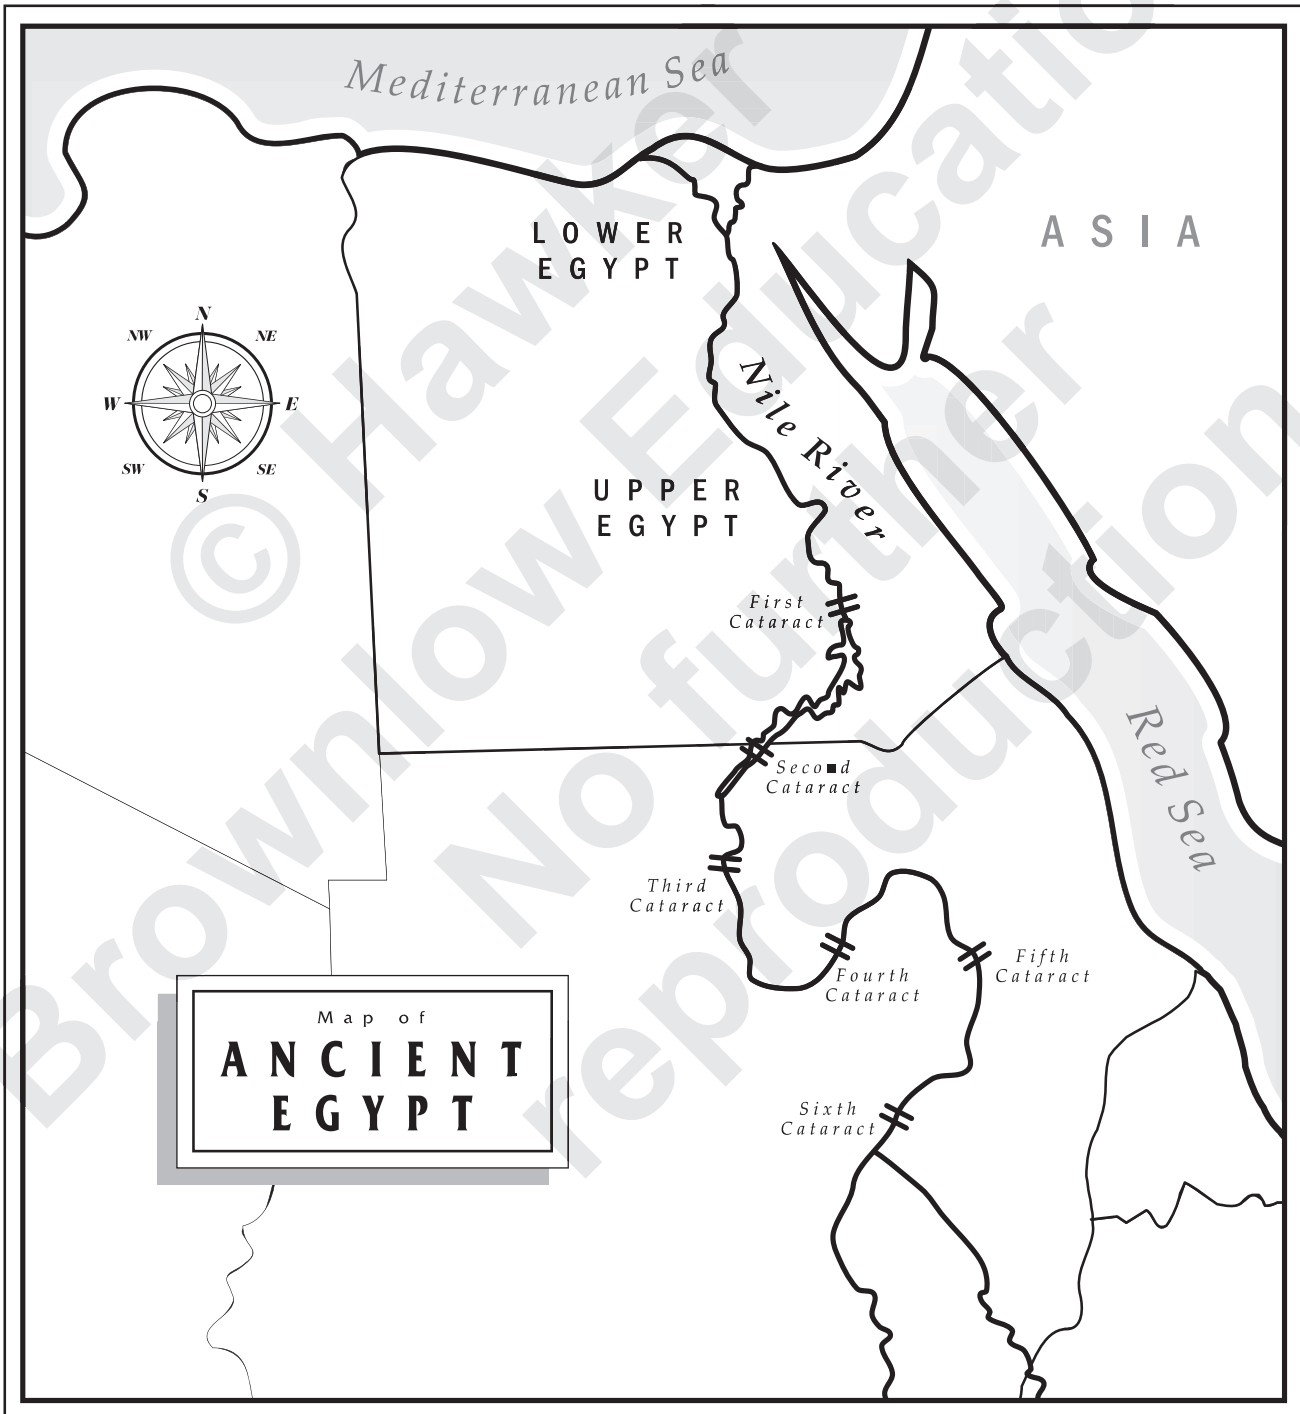 Mediterranean Sea
ASIA
LOWER
EGYPT
N
NW
NE
W
E
SW
SE
S
Nile River
UPPER
EGYPT
First
Cataract
Red Sea
Seco■d
Cataract
Third
Cataract
Fourth
Cataract
Fifth
Cataract
Map of
ANCIENT
EGYPT
Sixth
Cataract
© Hawker
Brownlow Education
No further
reproduction